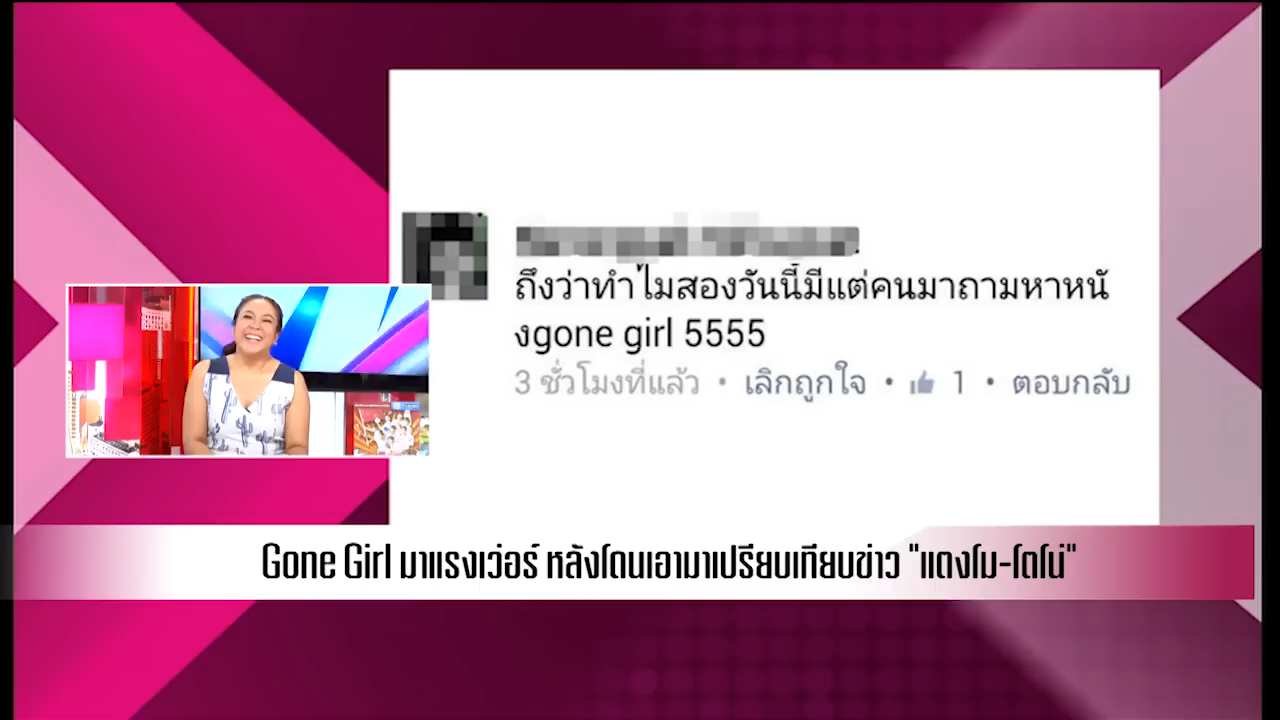 ถึงว่าทำไมสองวันนี้มีแต่คนมาถามหาหนั
งgone girl 5555
3 ชั่วโมงที่แล้ว • เลิกถูกใจ • 1 • ตอบกลับ
Gone Girl มาแรงเว่อร์ หลังโดนเอามาเปรียบเทียบข่าว "แตงโม-โตโน่"